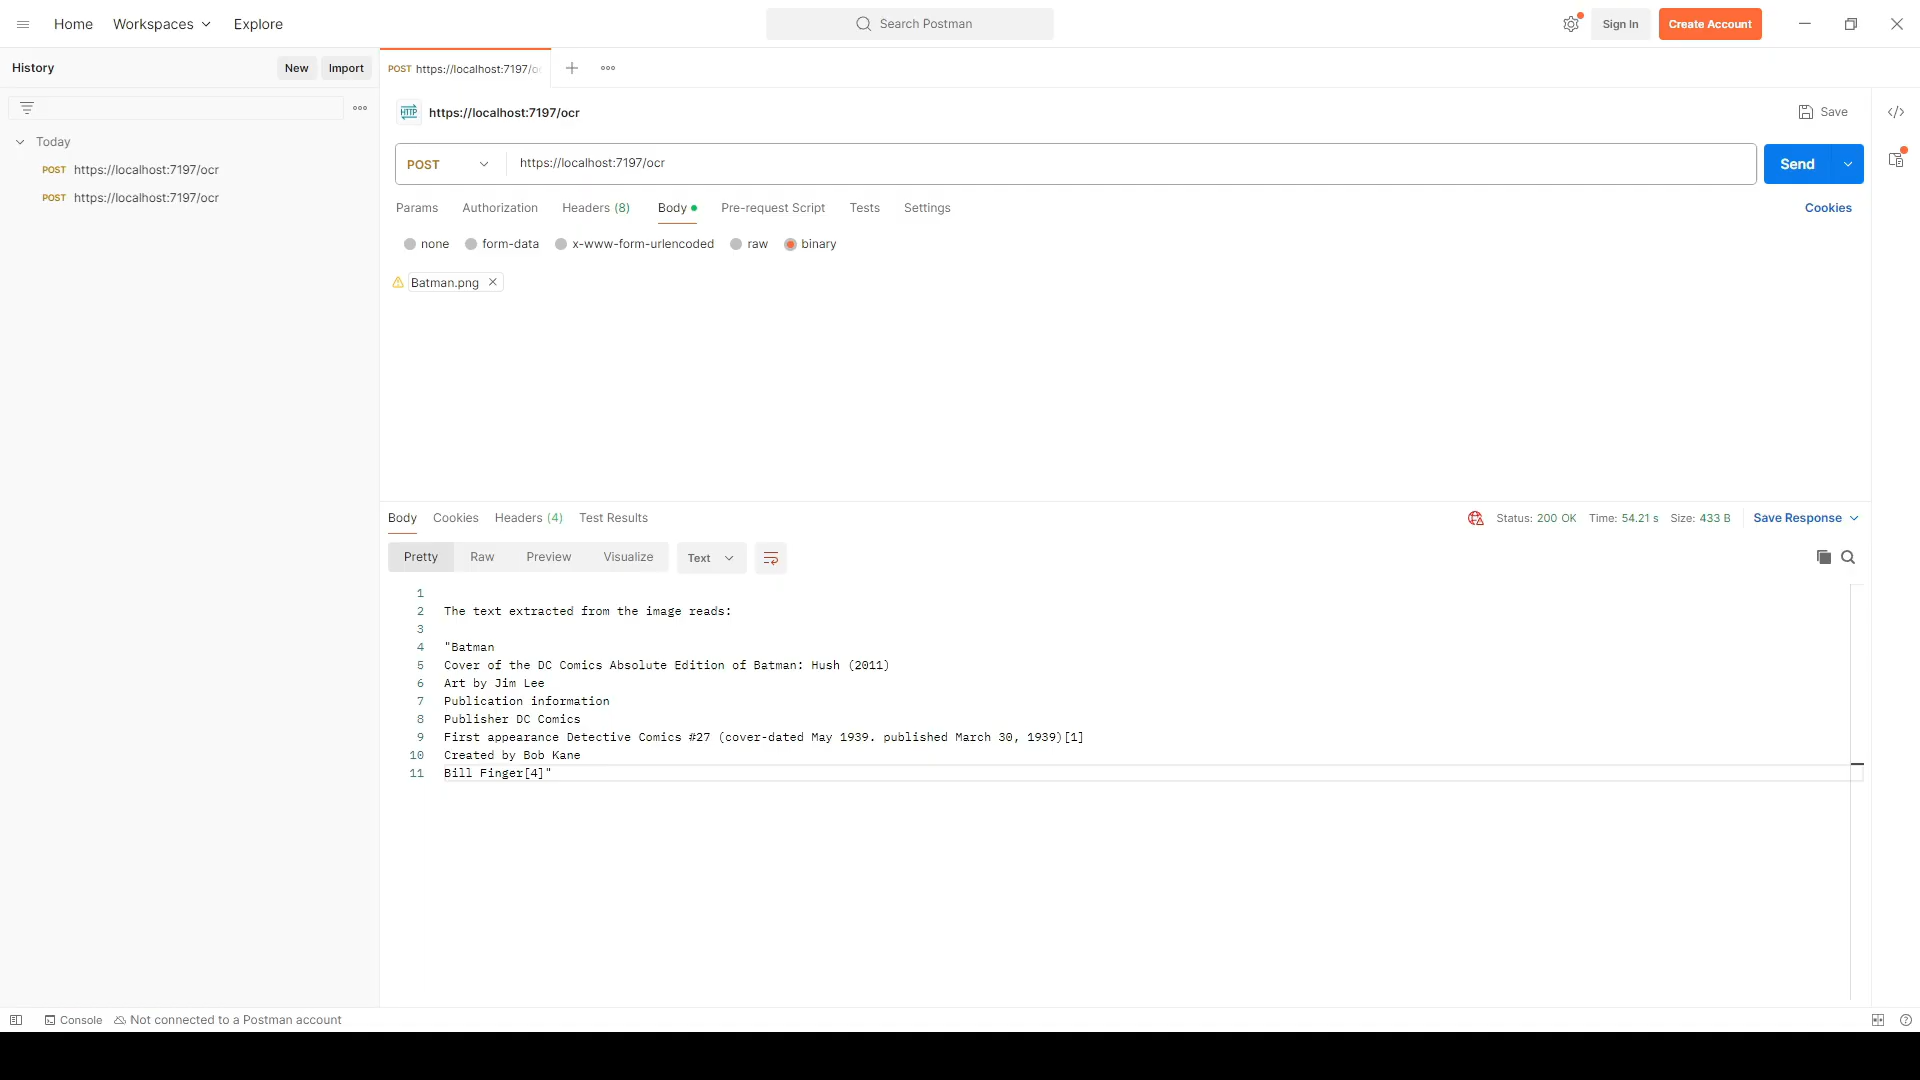 Home Workspaces Explore Search Postman Sign In Create Account
History New Import POST https://localhost:7197/oc
HTTP https://localhost:7197/ocr Save
Today
POST https://localhost:7197/ocr
POST https://localhost:7197/ocr
POST https://localhost:7197/ocr Send
Params Authorization Headers (8) Body Pre-request Script Tests Settings Cookies
none form-data x-www-form-urlencoded raw binary
Batman.png
Body Cookies Headers (4) Test Results Status: 200 OK Time: 54.21 s Size: 433 B Save Response
Pretty Raw Preview Visualize Text
1
2 The text extracted from the image reads:
3
4 "Batman
5 Cover of the DC Comics Absolute Edition of Batman: Hush (2011)
6 Art by Jim Lee
7 Publication information
8 Publisher DC Comics
9 First appearance Detective Comics #27 (cover-dated May 1939. published March 30, 1939)[1]
10 Created by Bob Kane
11 Bill Finger[4]"
Console Not connected to a Postman account